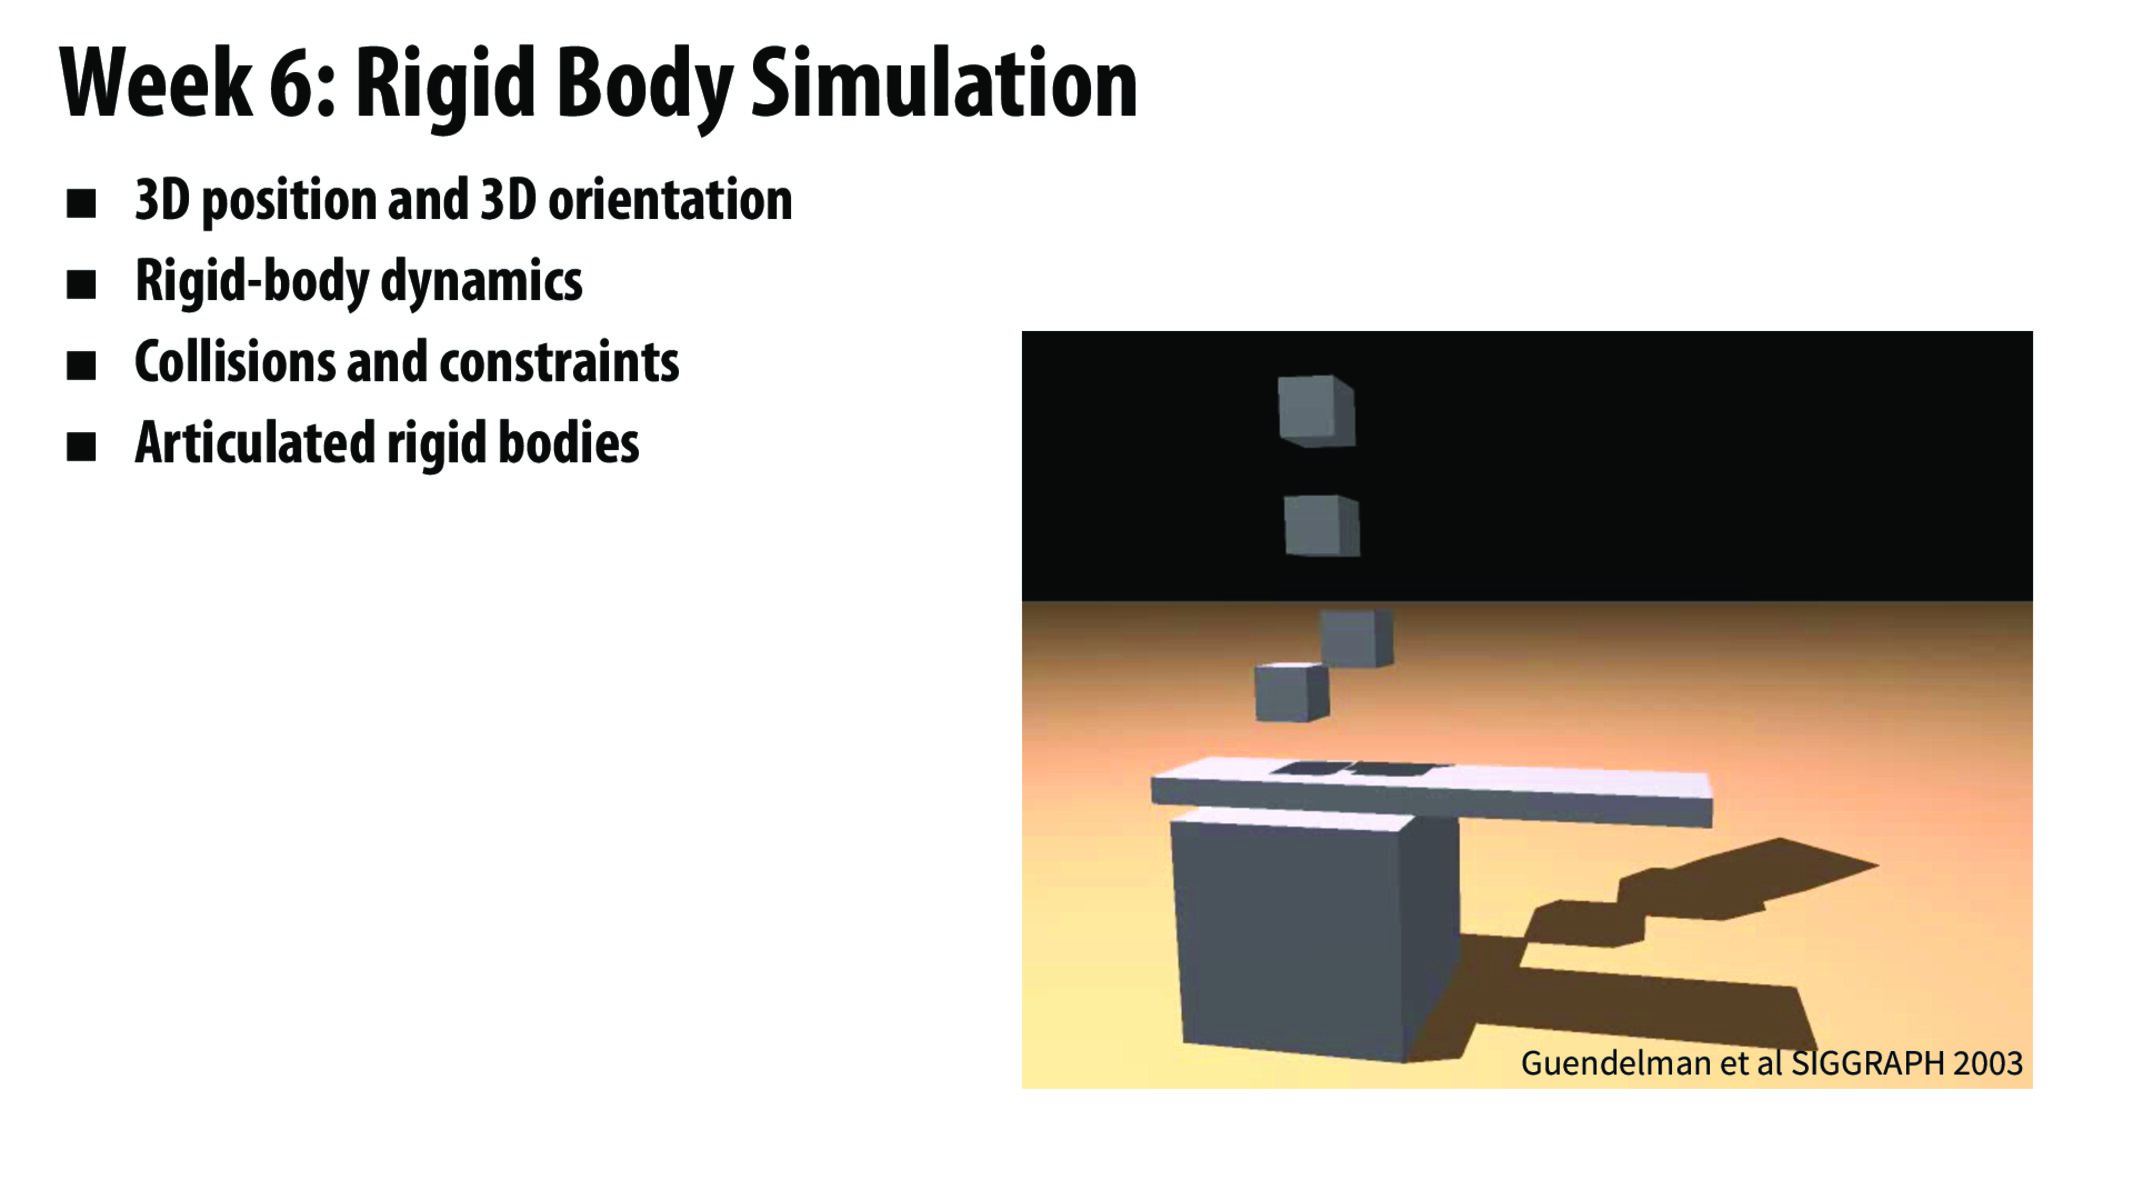 Week 6: Rigid Body Simulation
■ 3D position and 3D orientation
■ Rigid-body dynamics
■ Collisions and constraints
■ Articulated rigid bodies
Guendelman et al SIGGRAPH 2003